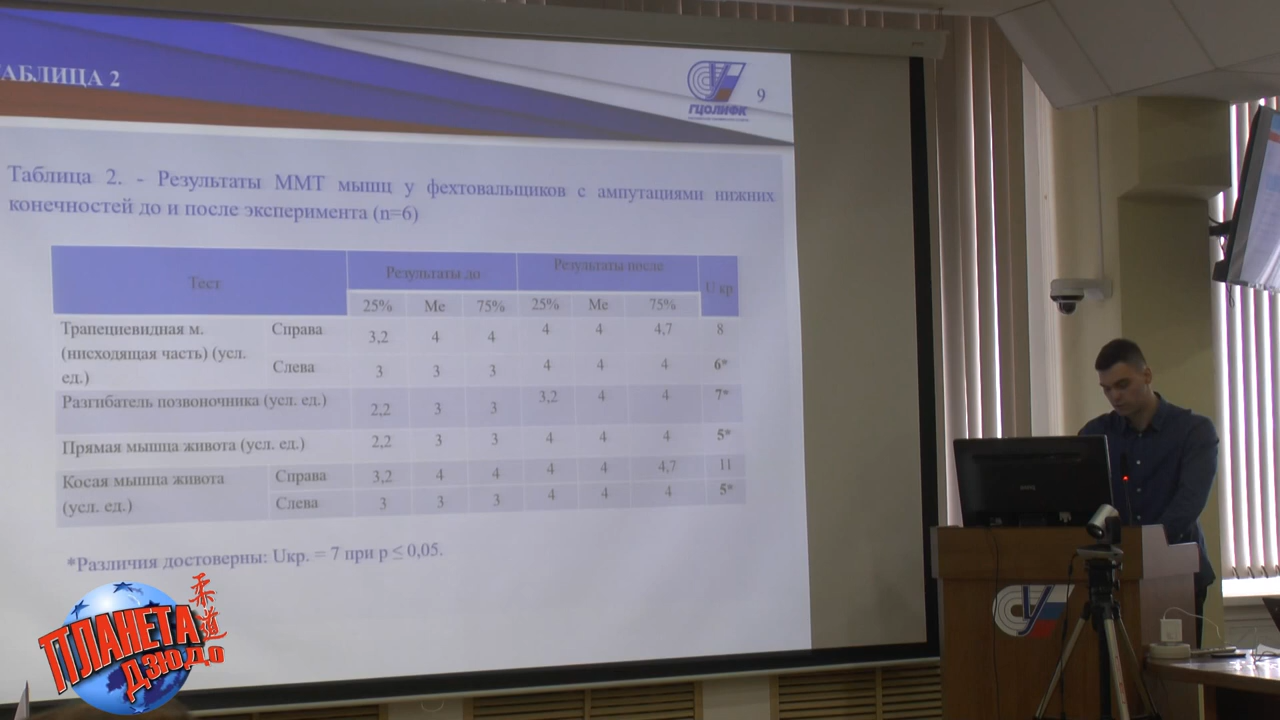 ТАБЛИЦА 2
ГЦОЛИФК
9
Таблица 2. - Результаты ММТ мышц у фехтовальщиков с ампутациями нижних
конечностей до и после эксперимента (n=6)
Тест Результаты до Результаты после U кр
25% Me 75% 25% Me 75%
Трапециевидная м. (нисходящая часть) (усл. ед.) Справа 3,2 4 4 4 4 4,7 8
Слева 3 3 3 4 4 4 6*
Разгибатель позвоночника (усл. ед.) 2,2 3 3 3,2 4 4 7*
Прямая мышца живота (усл. ед.) 2,2 3 3 4 4 4 5*
Косая мышца живота (усл. ед.) Справа 3,2 4 4 4 4 4,7 11
Слева 3 3 3 4 4 4 5*
*Различия достоверны: Uкр. = 7 при p ≤ 0,05.
ПЛАНЕТА
ДЗЮДО
柔道